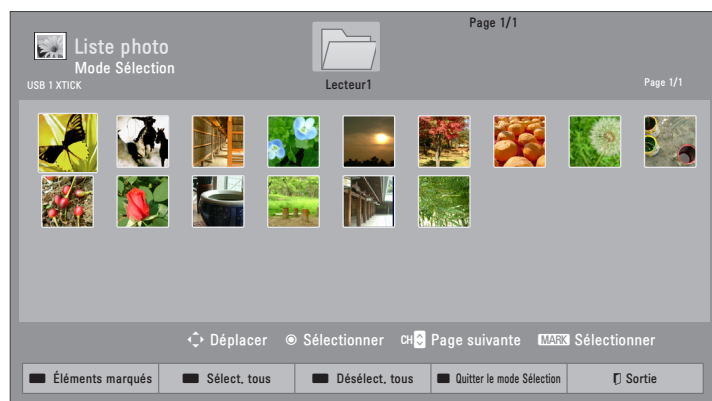 Page 1/1
Liste photo
Mode Sélection
USB 1 XTICK
Lecteur1
Page 1/1
Déplacer
Sélectionner
CH
Page suivante
MARK
Sélectionner
Éléments marqués
Sélect. tous
Désélect. tous
Quitter le mode Sélection
Sortie